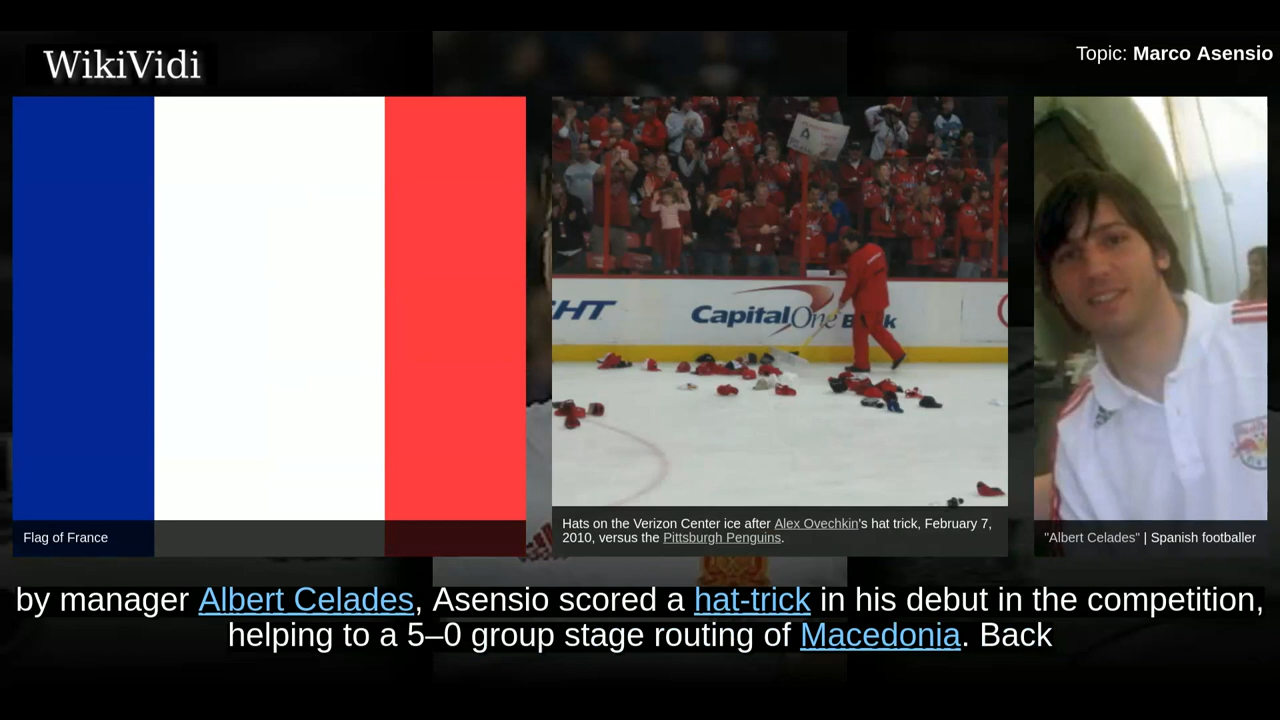 WikiVidi
Topic: Marco Asensio
CapitalOne
Flag of France
Hats on the Verizon Center ice after Alex Ovechkin's hat trick, February 7,
2010, versus the Pittsburgh Penguins.
"Albert Celades" | Spanish footballer
by manager Albert Celades, Asensio scored a hat-trick in his debut in the competition,
helping to a 5–0 group stage routing of Macedonia. Back